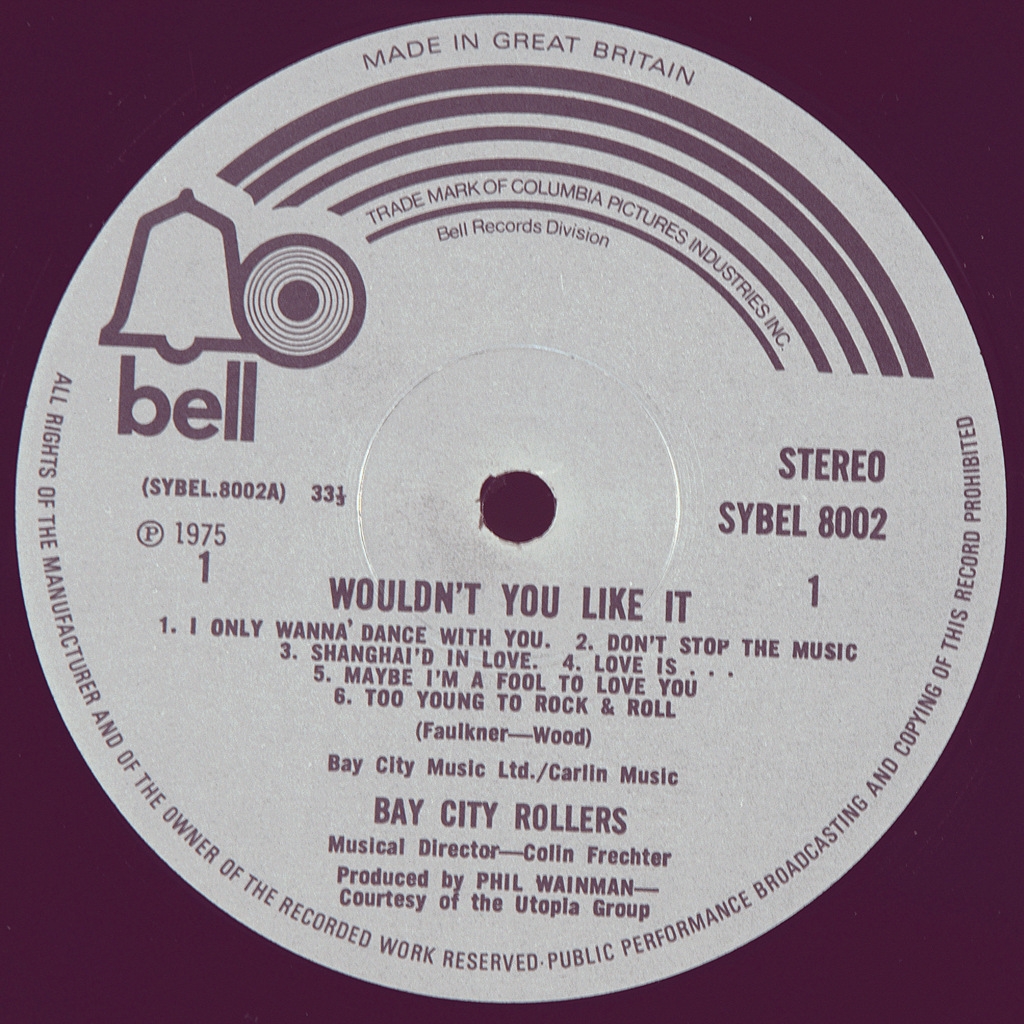 MADE IN GREAT BRITAIN
TRADE MARK OF COLUMBIA PICTURES INDUSTRIES INC.
Bell Records Division
bell
STEREO
(SYBEL.8002A) 33⅓
SYBEL 8002
℗ 1975
1
1
WOULDN'T YOU LIKE IT
1. I ONLY WANNA' DANCE WITH YOU. 2. DON'T STOP THE MUSIC
3. SHANGHAI'D IN LOVE. 4. LOVE IS . . .
5. MAYBE I'M A FOOL TO LOVE YOU
6. TOO YOUNG TO ROCK & ROLL
(Faulkner—Wood)
Bay City Music Ltd./Carlin Music
BAY CITY ROLLERS
Musical Director—Colin Frechter
Produced by PHIL WAINMAN—
Courtesy of the Utopia Group
ALL RIGHTS OF THE MANUFACTURER AND OF THE OWNER OF THE RECORDED WORK RESERVED·PUBLIC PERFORMANCE BROADCASTING AND COPYING OF THIS RECORD PROHIBITED